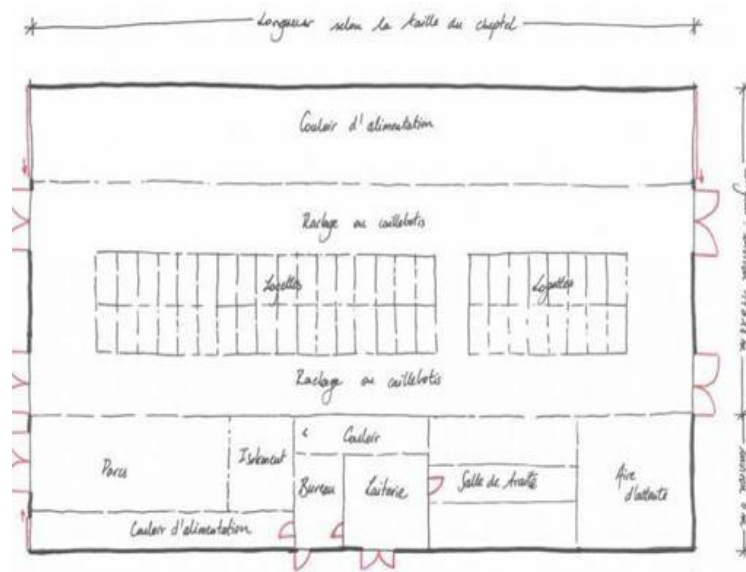 Longueur selon la taille du cheptel
Couloir d'alimentation
Raclage ou caillebotis
Logettes
Logettes
Raclage ou caillebotis
Parcs
Isolement
Couloir
Bureau
Laiterie
Salle de traite
Aire
d'attente
Couloir d'alimentation